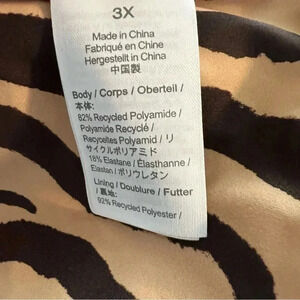 3X
Made in China
Fabriqué en Chine
Hergestellt in China
中国製
Body / Corps / Oberteil /
本体:
82% Recycled Polyamide /
Polyamide Recyclé /
Recycelles Polyamid / リ
サイクルポリアミド
18% Elastane / Élasthanne /
Elastan / ポリウレタン
Lining / Doublure / Futter
/ 裏地:
92% Recycled Polyester /